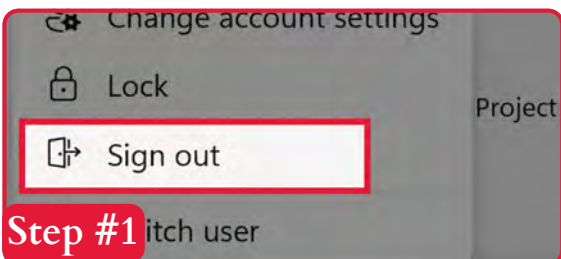 Change account settings
Lock
Project
Sign out
Step #1
itch user